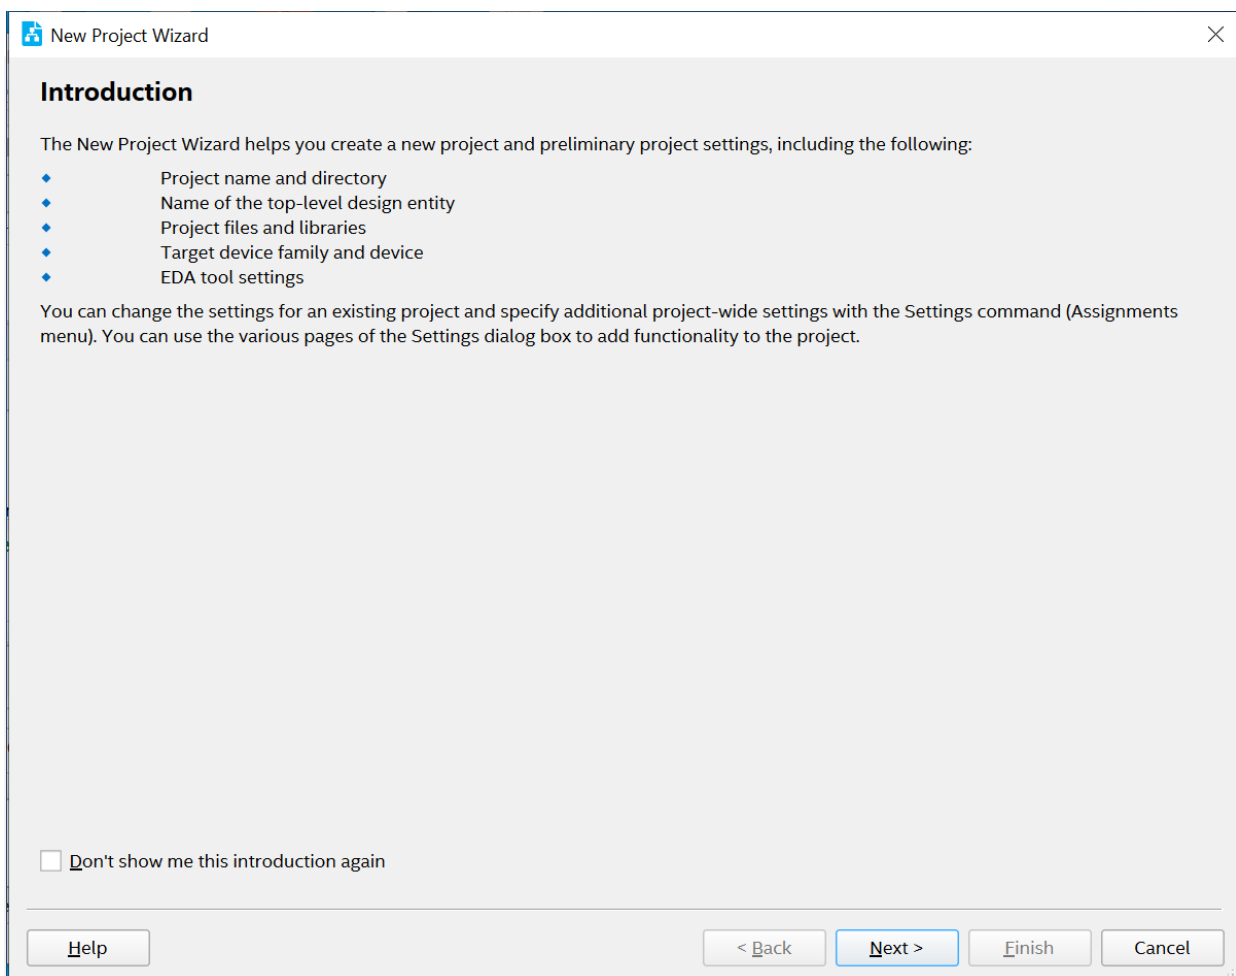 New Project Wizard
Introduction
The New Project Wizard helps you create a new project and preliminary project settings, including the following:
Project name and directory
Name of the top-level design entity
Project files and libraries
Target device family and device
EDA tool settings
You can change the settings for an existing project and specify additional project-wide settings with the Settings command (Assignments
menu). You can use the various pages of the Settings dialog box to add functionality to the project.
Don't show me this introduction again
Help
< Back
Next >
Finish
Cancel